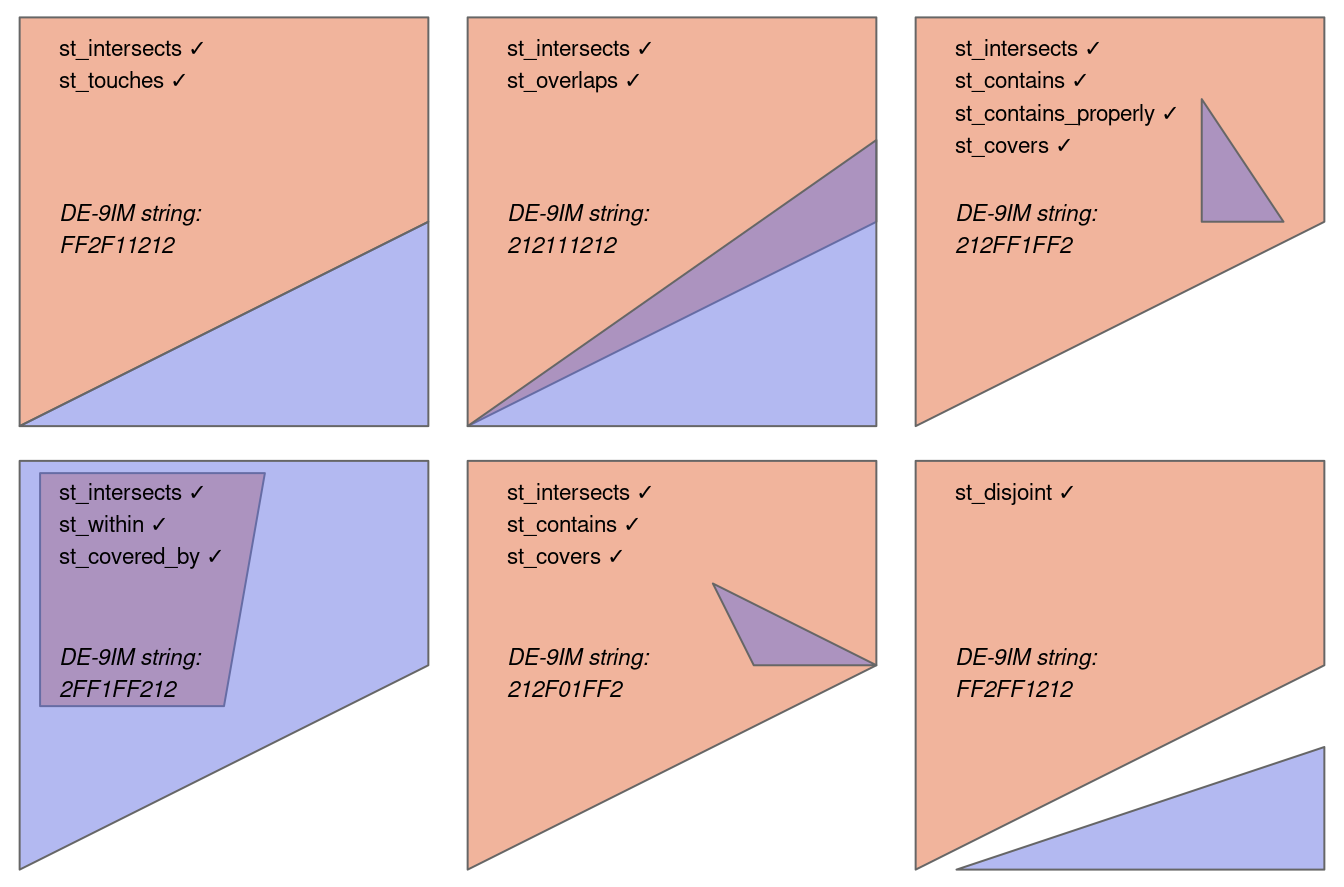 st_intersects ✓
st_touches ✓
DE-9IM string:
FF2F11212
st_intersects ✓
st_overlaps ✓
DE-9IM string:
212111212
st_intersects ✓
st_contains ✓
st_contains_properly ✓
st_covers ✓
DE-9IM string:
212FF1FF2
st_intersects ✓
st_within ✓
st_covered_by ✓
DE-9IM string:
2FF1FF212
st_intersects ✓
st_contains ✓
st_covers ✓
DE-9IM string:
212F01FF2
st_disjoint ✓
DE-9IM string:
FF2FF1212